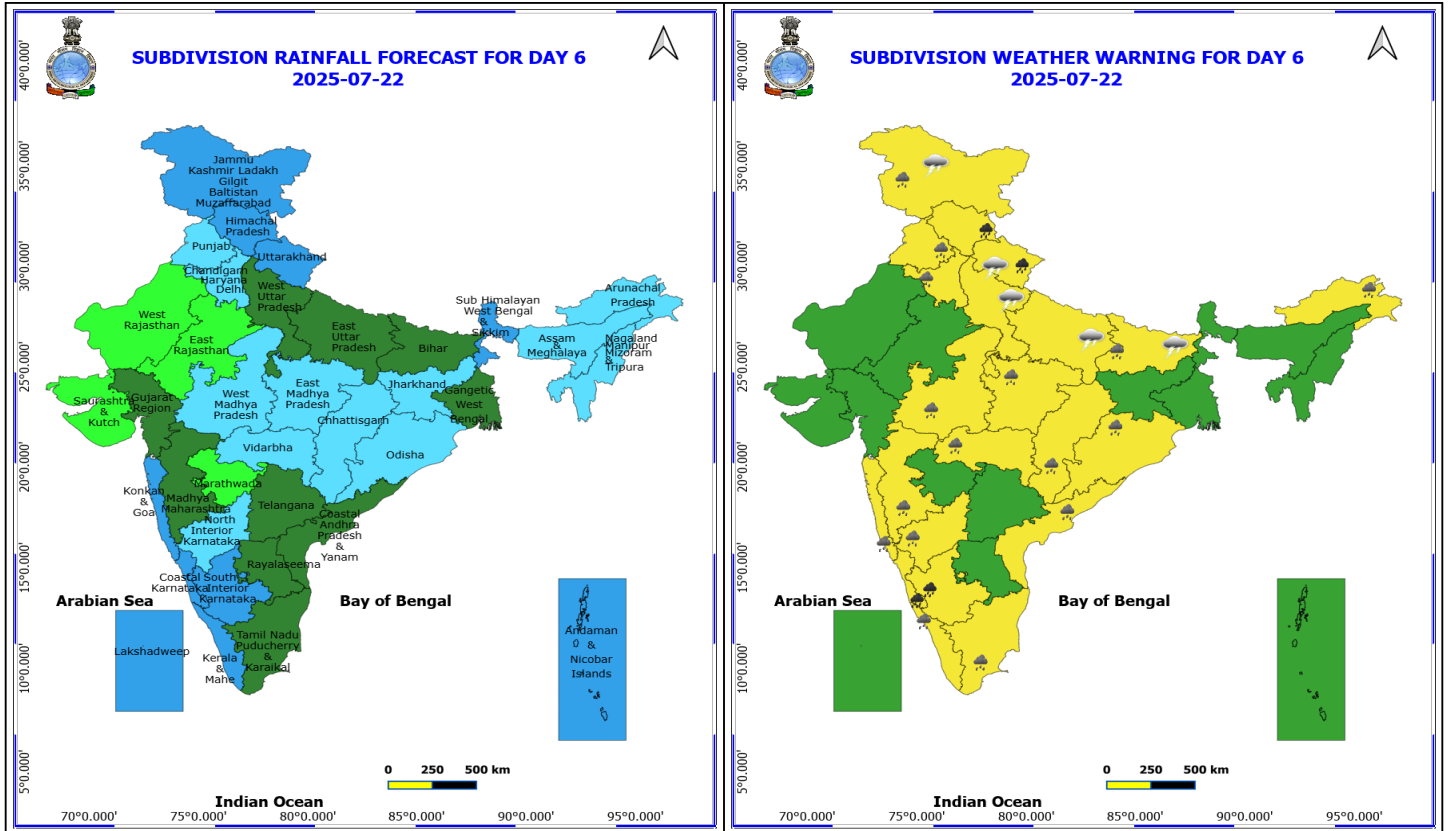 SUBDIVISION RAINFALL FORECAST FOR DAY 6
2025-07-22
40°0.000'
35°0.000'
30°0.000'
25°0.000'
20°0.000'
15°0.000'
10°0.000'
5°0.000'
Jammu
Kashmir Ladakh
Gilgit
Baltistan
Muzaffarabad
Himachal
Pradesh
Punjab
Uttarakhand
Chandigarh
Haryana
Delhi
West
Uttar
Pradesh
West
Rajasthan
East
Rajasthan
East
Uttar
Pradesh
Bihar
Sub Himalayan
West Bengal
&
Sikkim
Arunachal
Pradesh
Assam
&
Meghalaya
Nagaland
Manipur
Mizoram
&
Tripura
Saurashtra
&
Kutch
Gujarat
Region
West
Madhya
Pradesh
East
Madhya
Pradesh
Jharkhand
Gangetic
West
Bengal
Chhattisgarh
Vidarbha
Odisha
Konkan
&
Goa
Madhya
Maharashtra
Marathwada
Telangana
North
Interior
Karnataka
Coastal
Andhra
Pradesh
&
Yanam
Rayalaseema
Coastal
Karnataka
South
Interior
Karnataka
Tamil Nadu
Puducherry
&
Karaikal
Kerala
&
Mahe
Lakshadweep
Andaman
&
Nicobar
Islands
Arabian Sea
Bay of Bengal
0 250 500 km
Indian Ocean
70°0.000' 75°0.000' 80°0.000' 85°0.000' 90°0.000' 95°0.000'
SUBDIVISION WEATHER WARNING FOR DAY 6
2025-07-22
40°0.000'
35°0.000'
30°0.000'
25°0.000'
20°0.000'
15°0.000'
10°0.000'
5°0.000'
Arabian Sea
Bay of Bengal
0 250 500 km
Indian Ocean
70°0.000' 75°0.000' 80°0.000' 85°0.000' 90°0.000' 95°0.000'